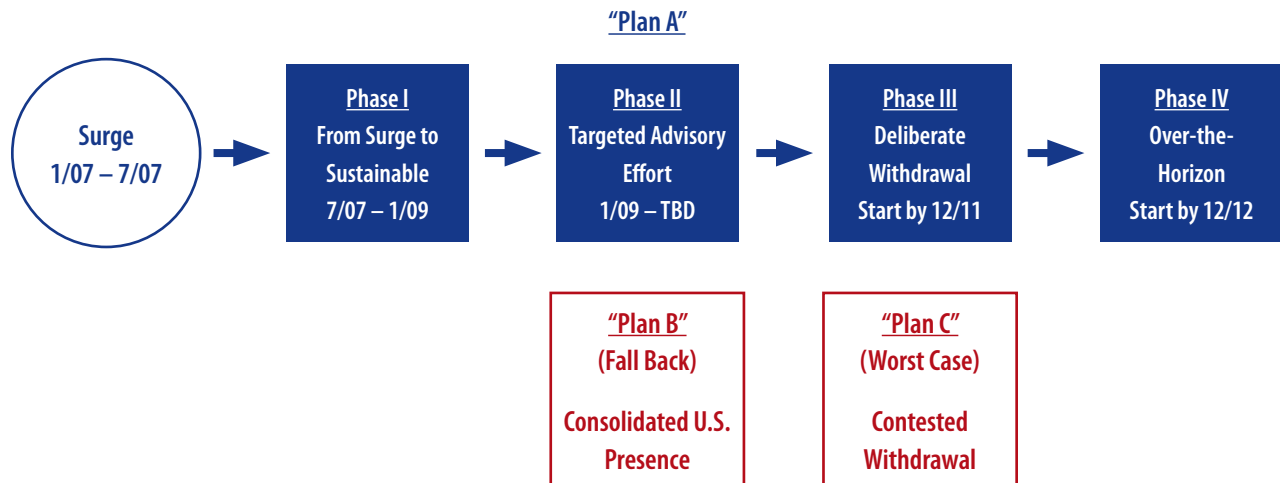 “Plan A”
Surge
1/07 – 7/07
Phase I
From Surge to
Sustainable
7/07 – 1/09
Phase II
Targeted Advisory
Effort
1/09 – TBD
Phase III
Deliberate
Withdrawal
Start by 12/11
Phase IV
Over-the-
Horizon
Start by 12/12
“Plan B”
(Fall Back)
Consolidated U.S.
Presence
“Plan C”
(Worst Case)
Contested
Withdrawal